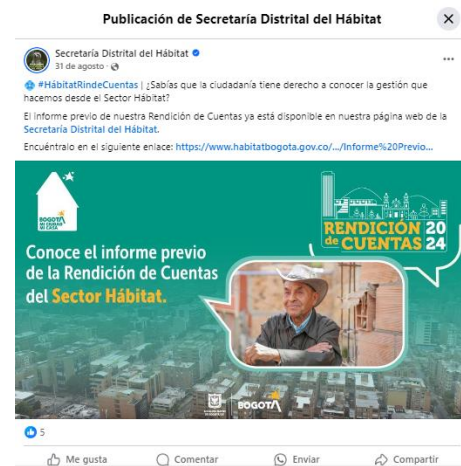 Publicación de Secretaría Distrital del Hábitat
Secretaría Distrital del Hábitat
31 de agosto ·
#HábitatRindeCuentas | ¿Sabías que la ciudadanía tiene derecho a conocer la gestión que
hacemos desde el Sector Hábitat?
El Informe previo de nuestra Rendición de Cuentas ya está disponible en nuestra página web de la
Secretaría Distrital del Hábitat.
Encuéntralo en el siguiente enlace: https://www.habitatbogota.gov.co/.../Informe%20Previo...
BOGOTÁ
MI CIUDAD
MI CASA
RENDICIÓN 20
de CUENTAS 24
Conoce el informe previo
de la Rendición de Cuentas
del Sector Hábitat.
BOGOTÁ
5
Me gusta
Comentar
Enviar
Compartir